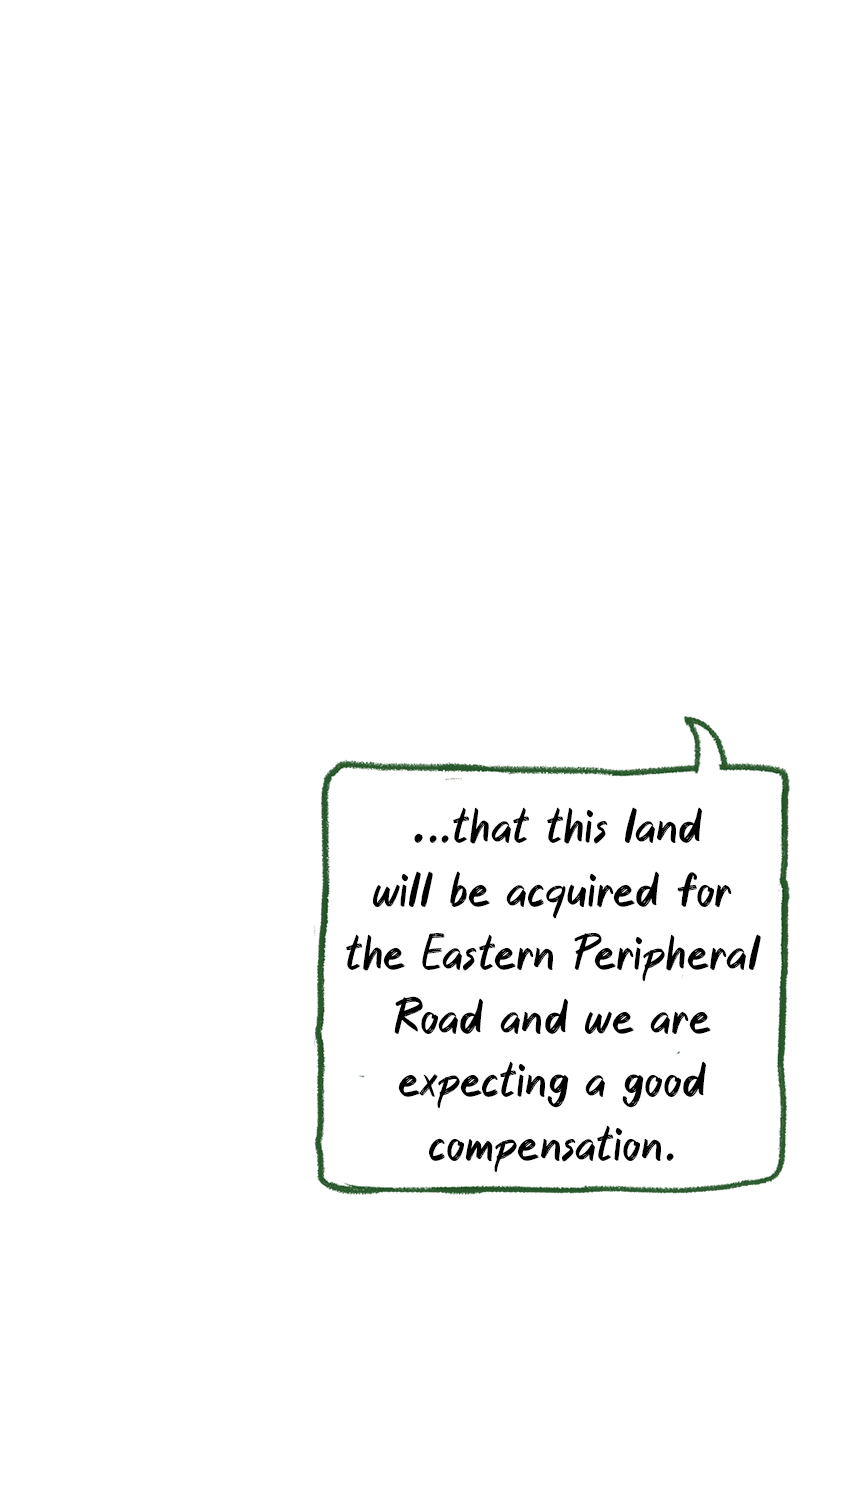 ...that this land
will be acquired for
the Eastern Peripheral
Road and we are
expecting a good
compensation.